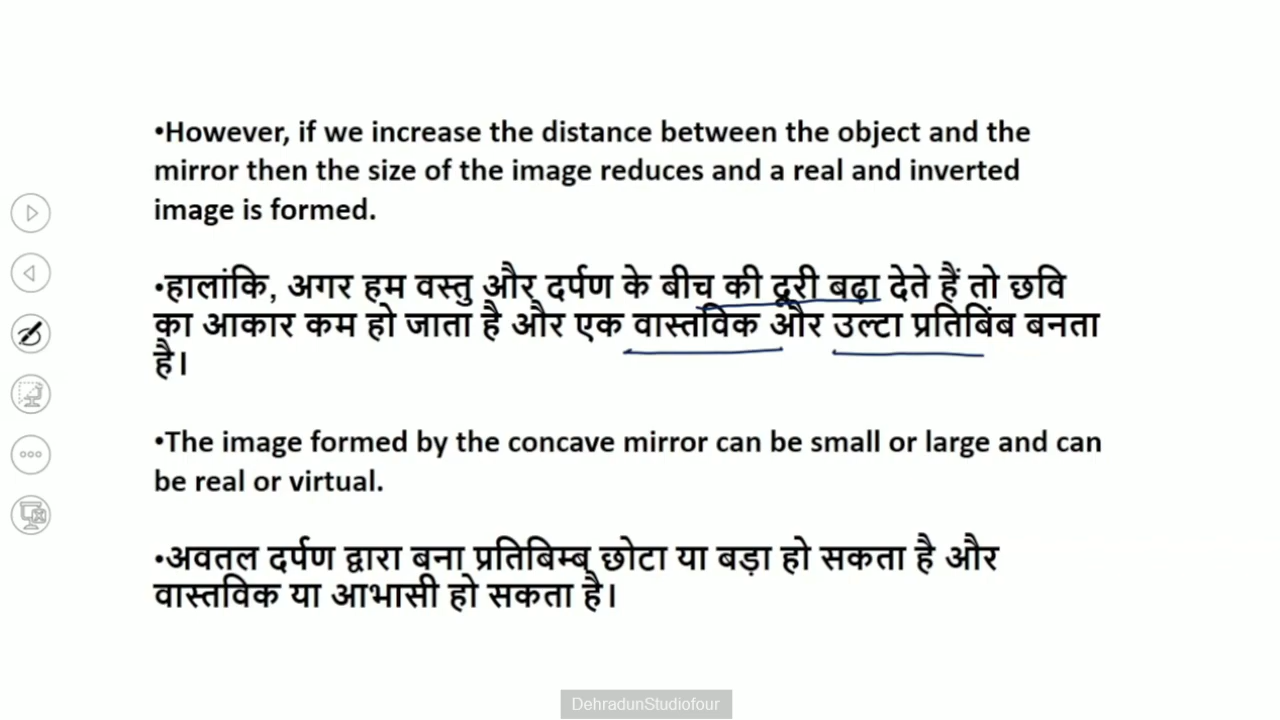 •However, if we increase the distance between the object and the
mirror then the size of the image reduces and a real and inverted
image is formed.
•हालांकि, अगर हम वस्तु और दर्पण के बीच की दूरी बढ़ा देते हैं तो छवि
का आकार कम हो जाता है और एक वास्तविक और उल्टा प्रतिबिंब बनता
है।
•The image formed by the concave mirror can be small or large and can
be real or virtual.
•अवतल दर्पण द्वारा बना प्रतिबिम्ब् छोटा या बड़ा हो सकता है और
वास्तविक या आभासी हो सकता है।
DehradunStudiofour